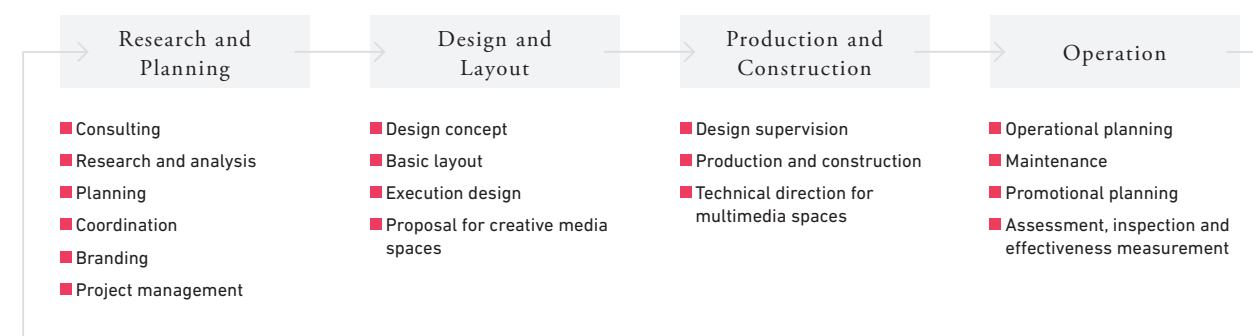 Research and
Planning
Consulting
Research and analysis
Planning
Coordination
Branding
Project management
Design and
Layout
Design concept
Basic layout
Execution design
Proposal for creative media
spaces
Production and
Construction
Design supervision
Production and construction
Technical direction for
multimedia spaces
Operation
Operational planning
Maintenance
Promotional planning
Assessment, inspection and
effectiveness measurement